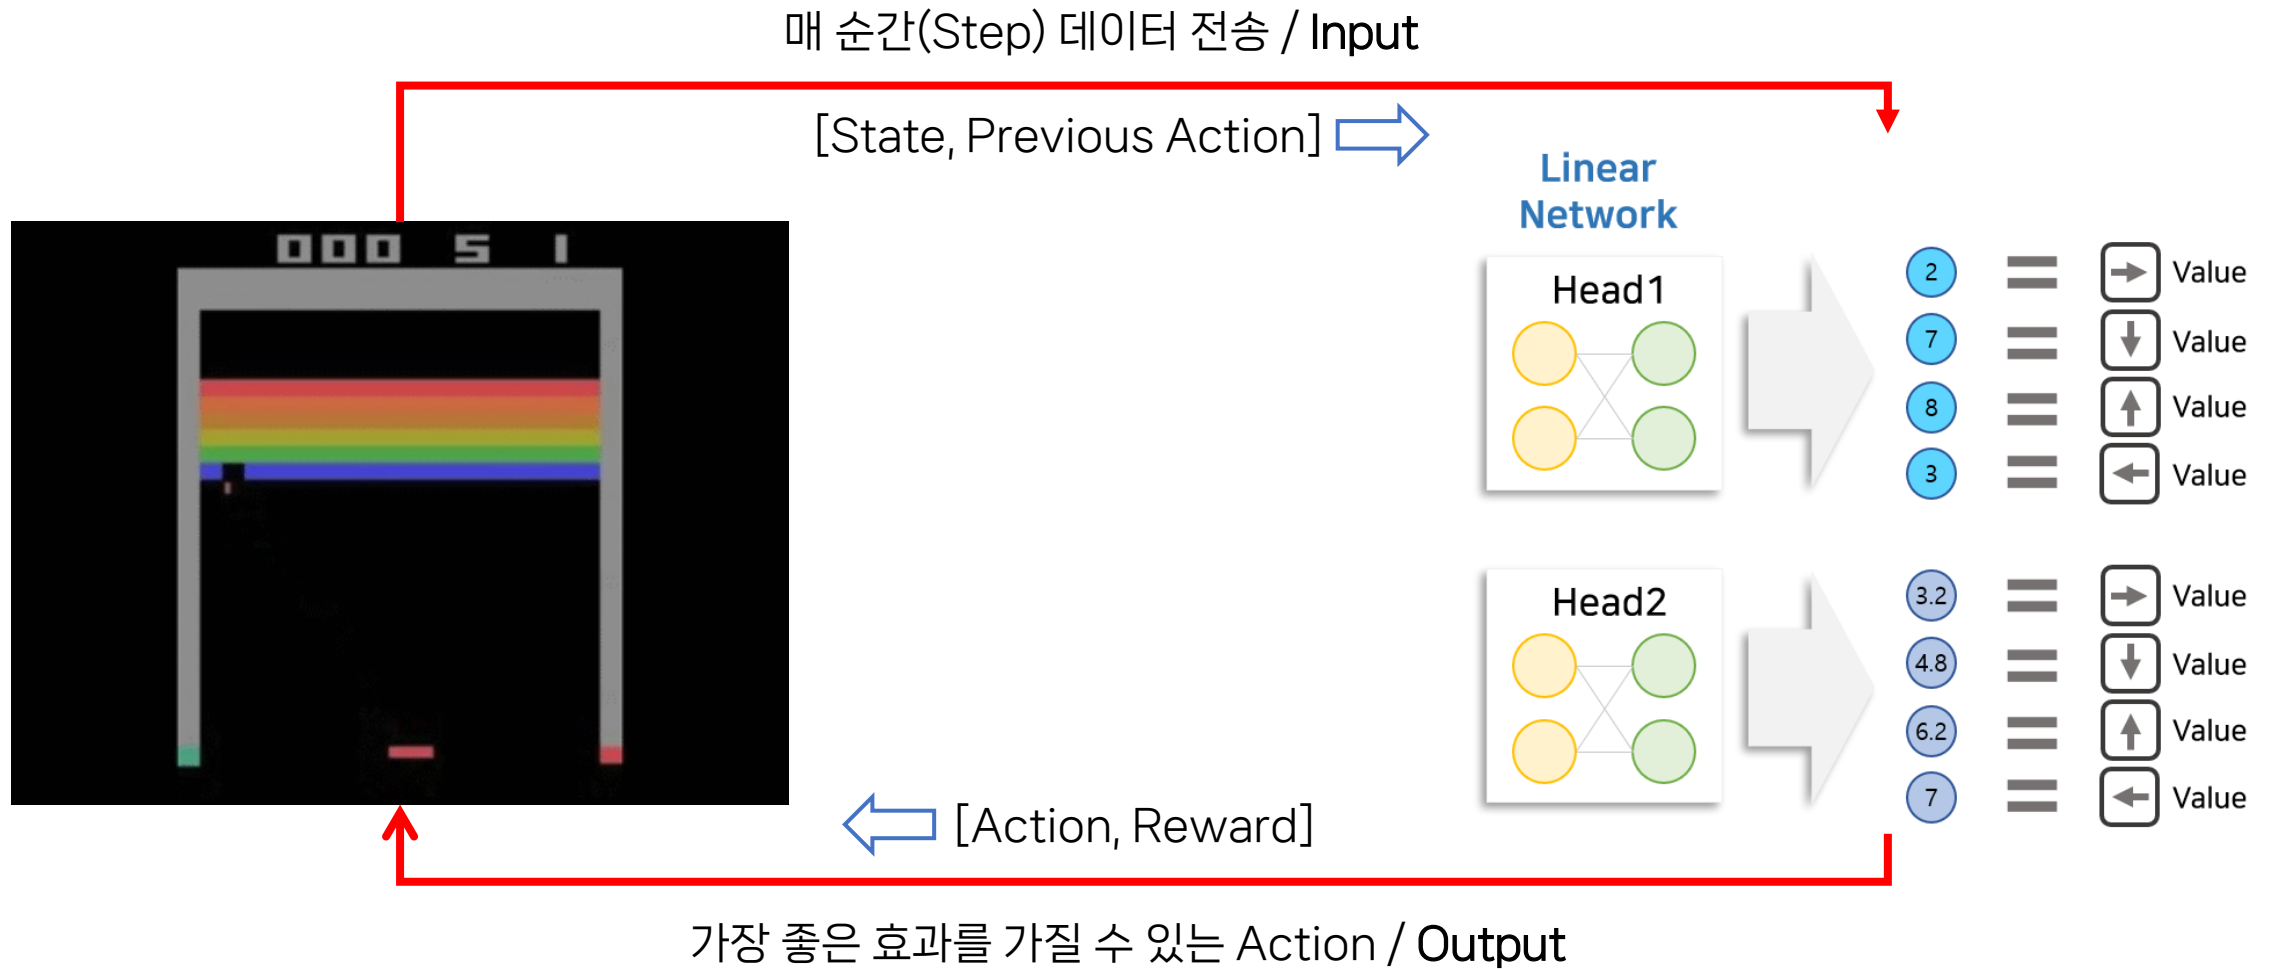 매 순간(Step) 데이터 전송 / Input
[State, Previous Action]
Linear
Network
000 5 1
Head1
2 Value
7 Value
8 Value
3 Value
Head2
3.2 Value
4.8 Value
6.2 Value
7 Value
[Action, Reward]
가장 좋은 효과를 가질 수 있는 Action / Output